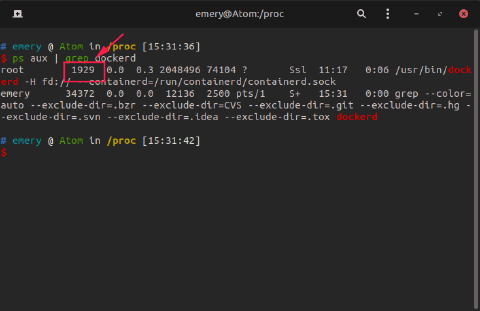 emery@Atom:/proc
# emery @ Atom in /proc [15:31:36]
$ ps aux | grep dockerd
root 1929 0.0 0.3 2048496 74104 ? Ssl 11:17 0:06 /usr/bin/dock
erd -H fd:// --containerd=/run/containerd/containerd.sock
emery 34372 0.0 0.0 12136 2500 pts/1 S+ 15:31 0:00 grep --color=
auto --exclude-dir=.bzr --exclude-dir=CVS --exclude-dir=.git --exclude-dir=.hg -
-exclude-dir=.svn --exclude-dir=.idea --exclude-dir=.tox dockerd
# emery @ Atom in /proc [15:31:42]
$